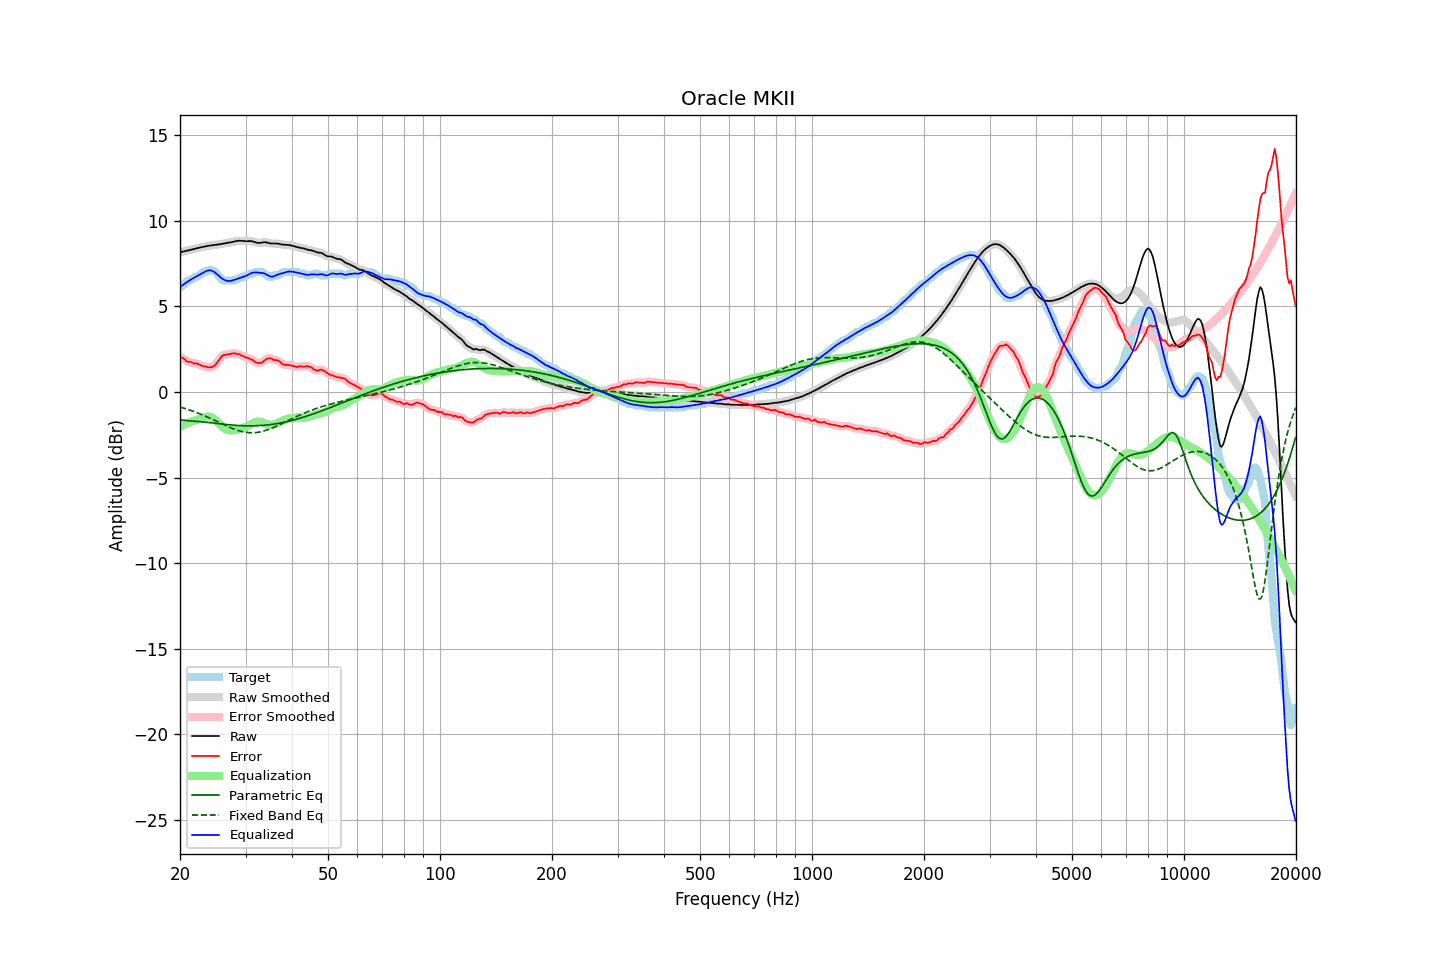 Oracle MKII
15
10
5
0
−5
−10
−15
−20
−25
Amplitude (dBr)
Target
Raw Smoothed
Error Smoothed
Raw
Error
Equalization
Parametric Eq
Fixed Band Eq
Equalized
20 50 100 200 500 1000 2000 5000 10000 20000
Frequency (Hz)